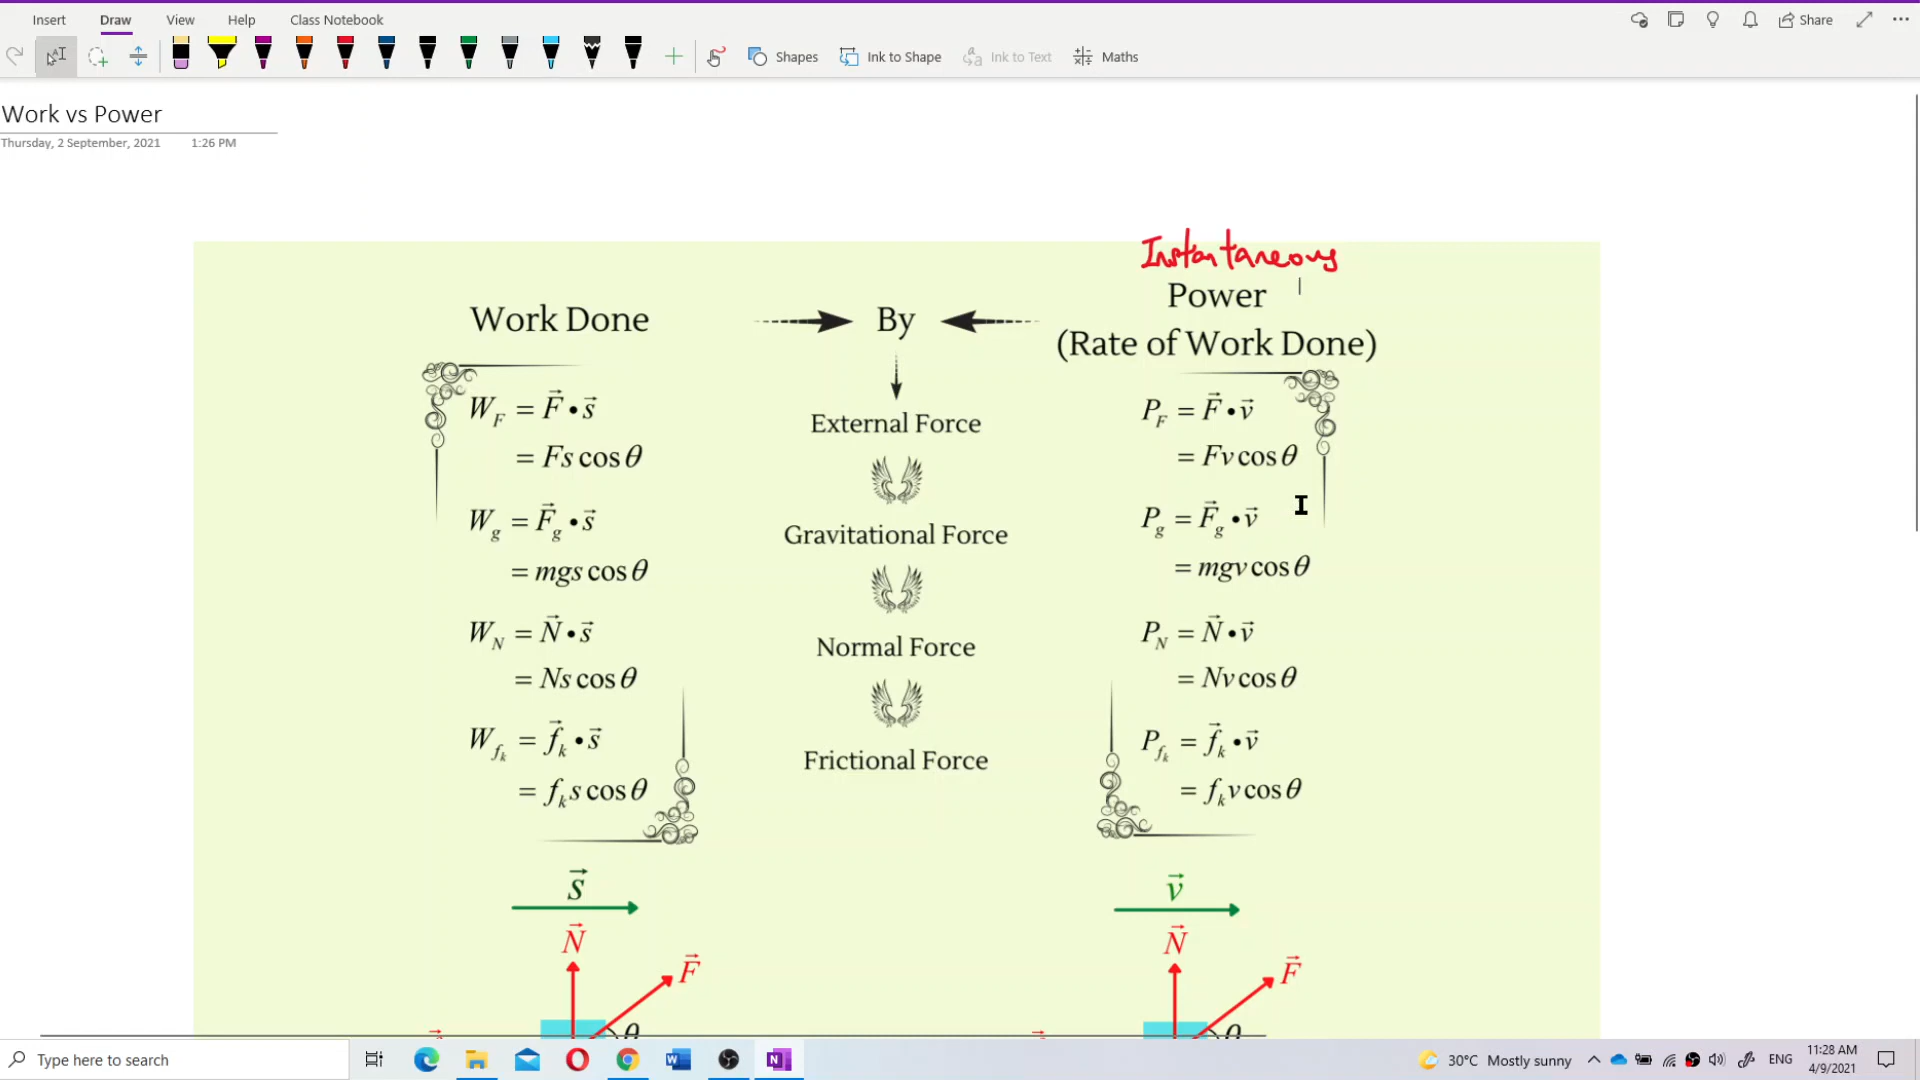 Insert Draw View Help Class Notebook Share
Shapes Ink to Shape Ink to Text Maths
Work vs Power
Thursday, 2 September, 2021 1:26 PM
Instantaneous
Work Done By Power
(Rate of Work Done)
W_F = F⃗ • s⃗
= Fs cos θ
W_g = F⃗_g • s⃗
= mgs cos θ
W_N = N⃗ • s⃗
= Ns cos θ
W_{f_k} = f⃗_k • s⃗
= f_k s cos θ
External Force
Gravitational Force
Normal Force
Frictional Force
P_F = F⃗ • v⃗
= Fv cos θ
P_g = F⃗_g • v⃗
= mgv cos θ
P_N = N⃗ • v⃗
= Nv cos θ
P_{f_k} = f⃗_k • v⃗
= f_k v cos θ
s⃗
N⃗
F⃗
θ
v⃗
N⃗
F⃗
θ
Type here to search
30°C Mostly sunny
ENG
11:28 AM
4/9/2021